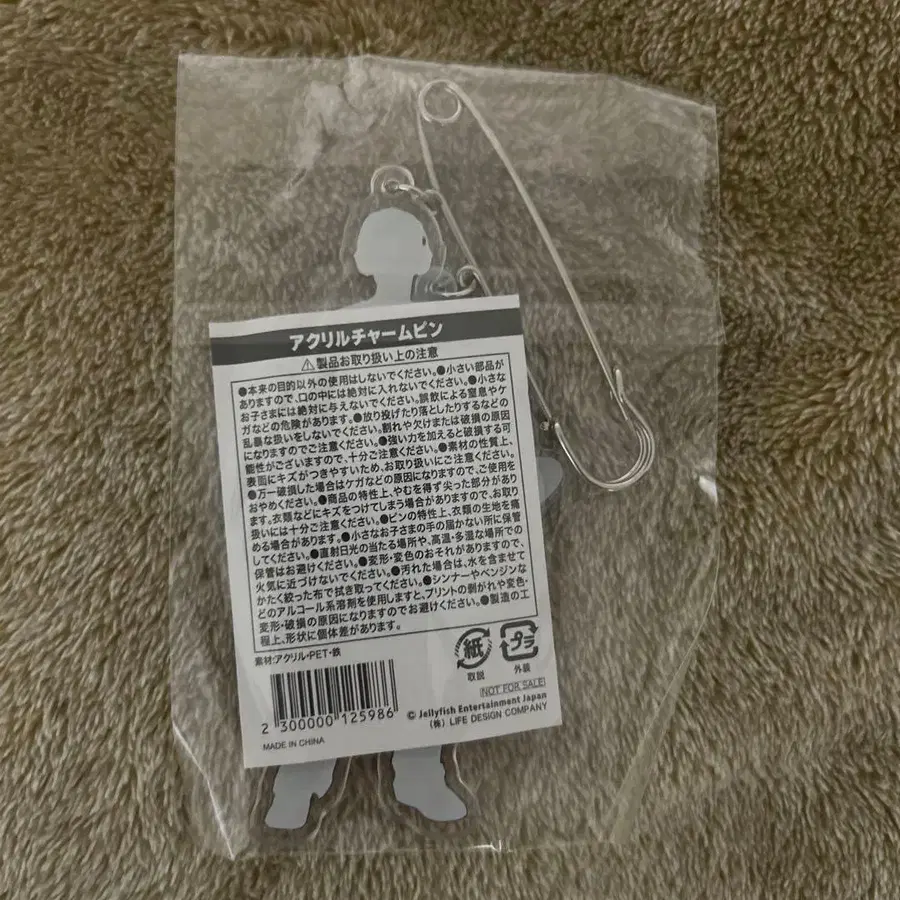 アクリルチャームピン
⚠製品お取り扱い上の注意
●本来の目的以外の使用はしないでください。●小さい部品が
ありますので、口の中には絶対に入れないでください。●小さな
お子さまには絶対に与えないでください。誤飲による窒息やケ
ガなどの危険があります。●放り投げたり落としたりするなどの
乱暴な扱いをしないでください。割れや欠けまたは破損の原因
になりますのでご注意ください。●強い力を加えると破損する可
能性がございますので、十分ご注意ください。●素材の性質上、
表面にキズがつきやすいため、お取り扱いにご注意ください。
●万一破損した場合はケガなどの原因になりますので、ご使用を
おやめください。●商品の特性上、やむを得ず尖った部分があり
ます。衣類などにキズをつけてしまう場合がありますので、お取り
扱いには十分ご注意ください。●ピンの特性上、衣類の生地を痛
める場合があります。●小さなお子さまの手の届かない所に保管
してください。●直射日光の当たる場所や、高温・多湿な場所での
保管はお避けください。●変形・変色のおそれがありますので、
火気に近づけないでください。●汚れた場合は、水を含ませて
かたく絞った布で拭き取ってください。●シンナーやベンジンな
どのアルコール系溶剤を使用しますと、プリントの剥がれや変色・
変形・破損の原因になりますのでお避けください。●製造の工
程上、形状に個体差があります。
素材:アクリル・PET・鉄
紙
取説
プラ
外装
2 300000 125986
MADE IN CHINA
NOT FOR SALE
© Jellyfish Entertainment Japan
(株) LIFE DESIGN COMPANY